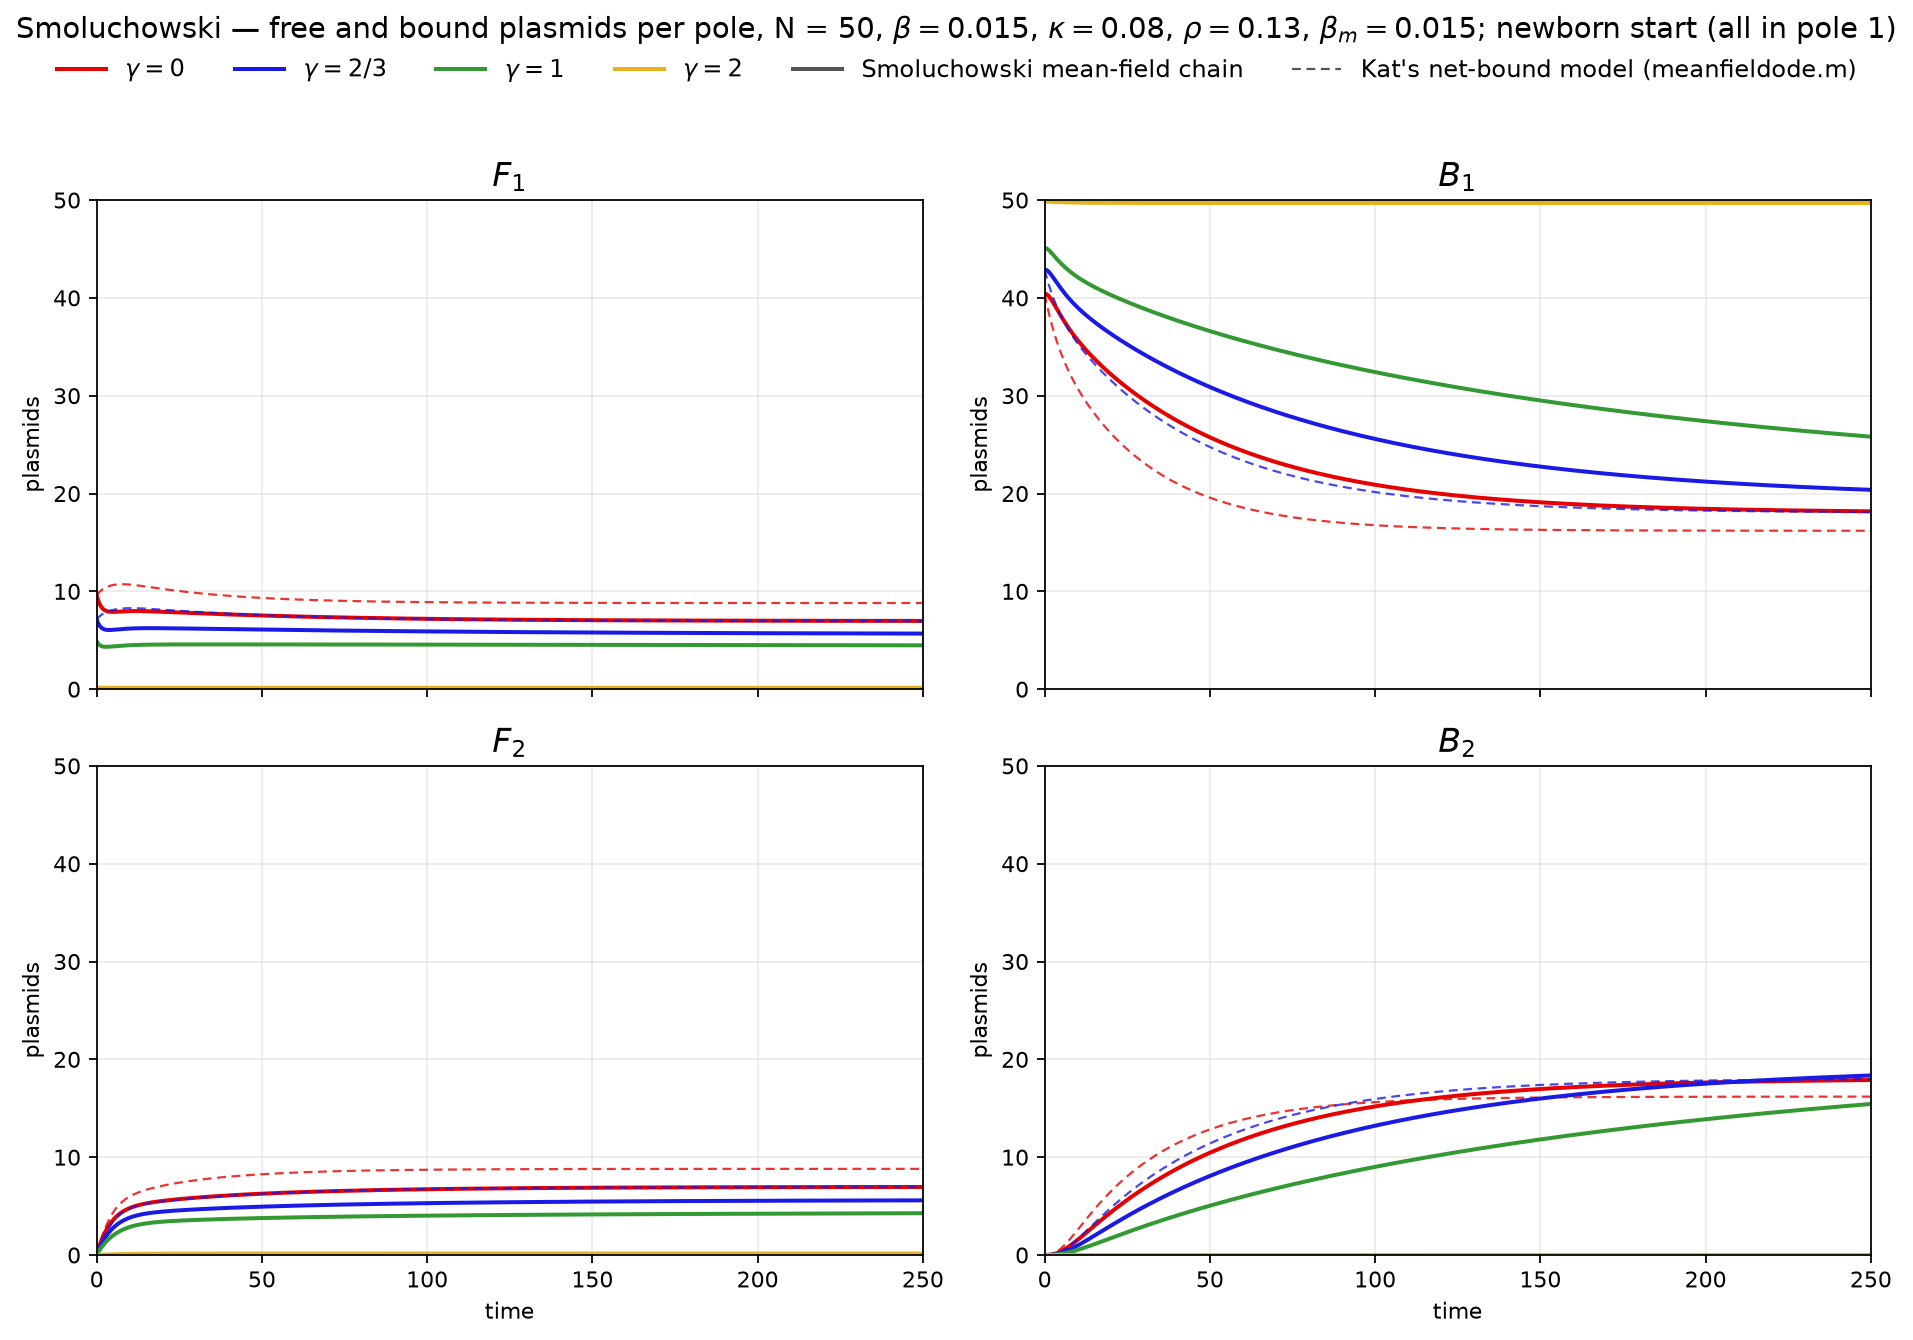 Smoluchowski — free and bound plasmids per pole, N = 50, β = 0.015, κ = 0.08, ρ = 0.13, βₘ = 0.015; newborn start (all in pole 1)
γ = 0 γ = 2/3 γ = 1 γ = 2 Smoluchowski mean-field chain Kat's net-bound model (meanfieldode.m)
F₁
50
40
30
20
10
0
plasmids
B₁
50
40
30
20
10
0
plasmids
F₂
50
40
30
20
10
0
plasmids
0 50 100 150 200 250
time
B₂
50
40
30
20
10
0
plasmids
0 50 100 150 200 250
time